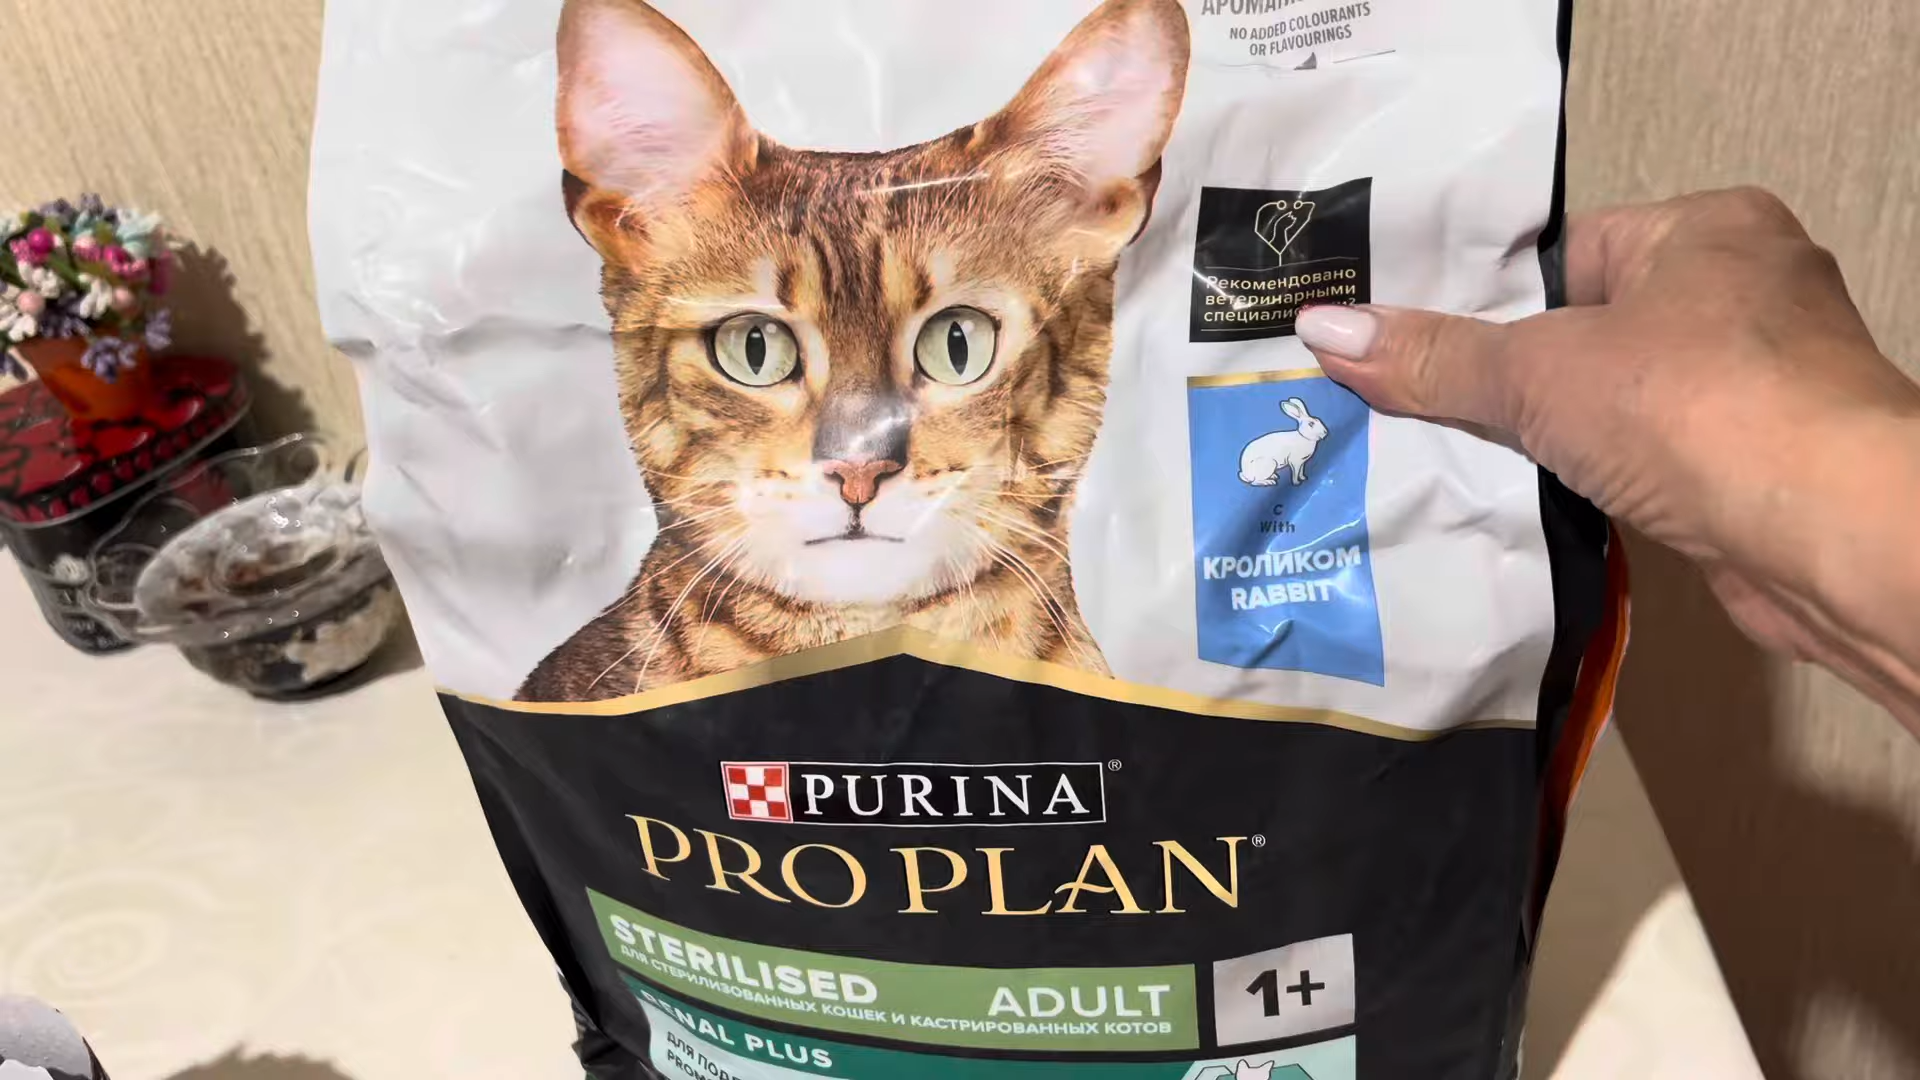 NO ADDED COLOURANTS
OR FLAVOURINGS
Рекомендовано
ветеринарными
С
With
КРОЛИКОМ
RABBIT
PURINA®
PRO PLAN®
STERILISED
ADULT
1+
ДЛЯ СТЕРИЛИЗОВАННЫХ КОШЕК И КАСТРИРОВАННЫХ КОТОВ
RENAL PLUS